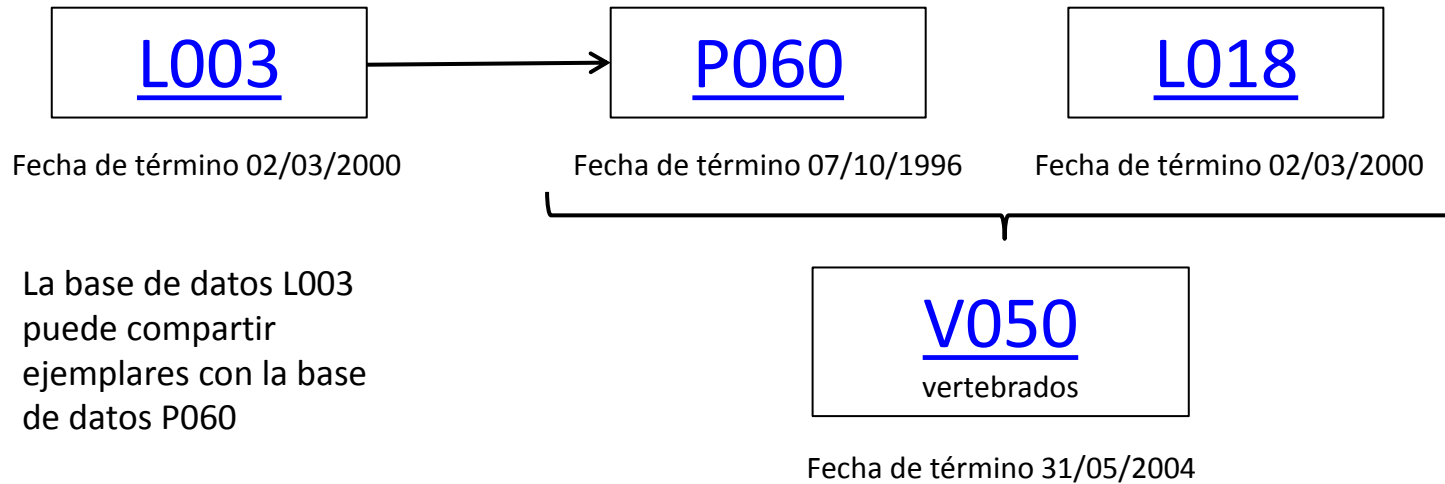 L003
P060
L018
Fecha de término 02/03/2000
Fecha de término 07/10/1996
Fecha de término 02/03/2000
La base de datos L003
puede compartir
ejemplares con la base
de datos P060
V050
vertebrados
Fecha de término 31/05/2004